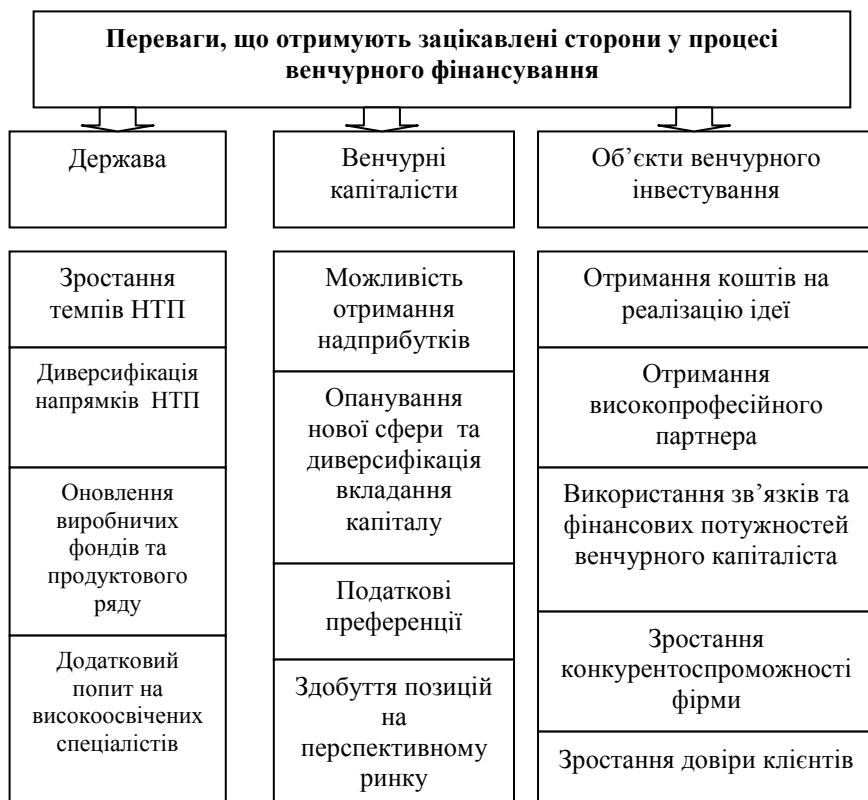 Переваги, що отримують зацікавлені сторони у процесі
венчурного фінансування
Держава
Венчурні
капіталісти
Об’єкти венчурного
інвестування
Зростання
темпів НТП
Диверсифікація
напрямків НТП
Оновлення
виробничих
фондів та
продуктового
ряду
Додатковий
попит на
високоосвічених
спеціалістів
Можливість
отримання
надприбутків
Опанування
нової сфери та
диверсифікація
вкладання
капіталу
Податкові
преференції
Здобуття позицій
на
перспективному
ринку
Отримання коштів на
реалізацію ідеї
Отримання
високопрофесійного
партнера
Використання зв’язків та
фінансових потужностей
венчурного капіталіста
Зростання
конкурентоспроможності
фірми
Зростання довіри клієнтів